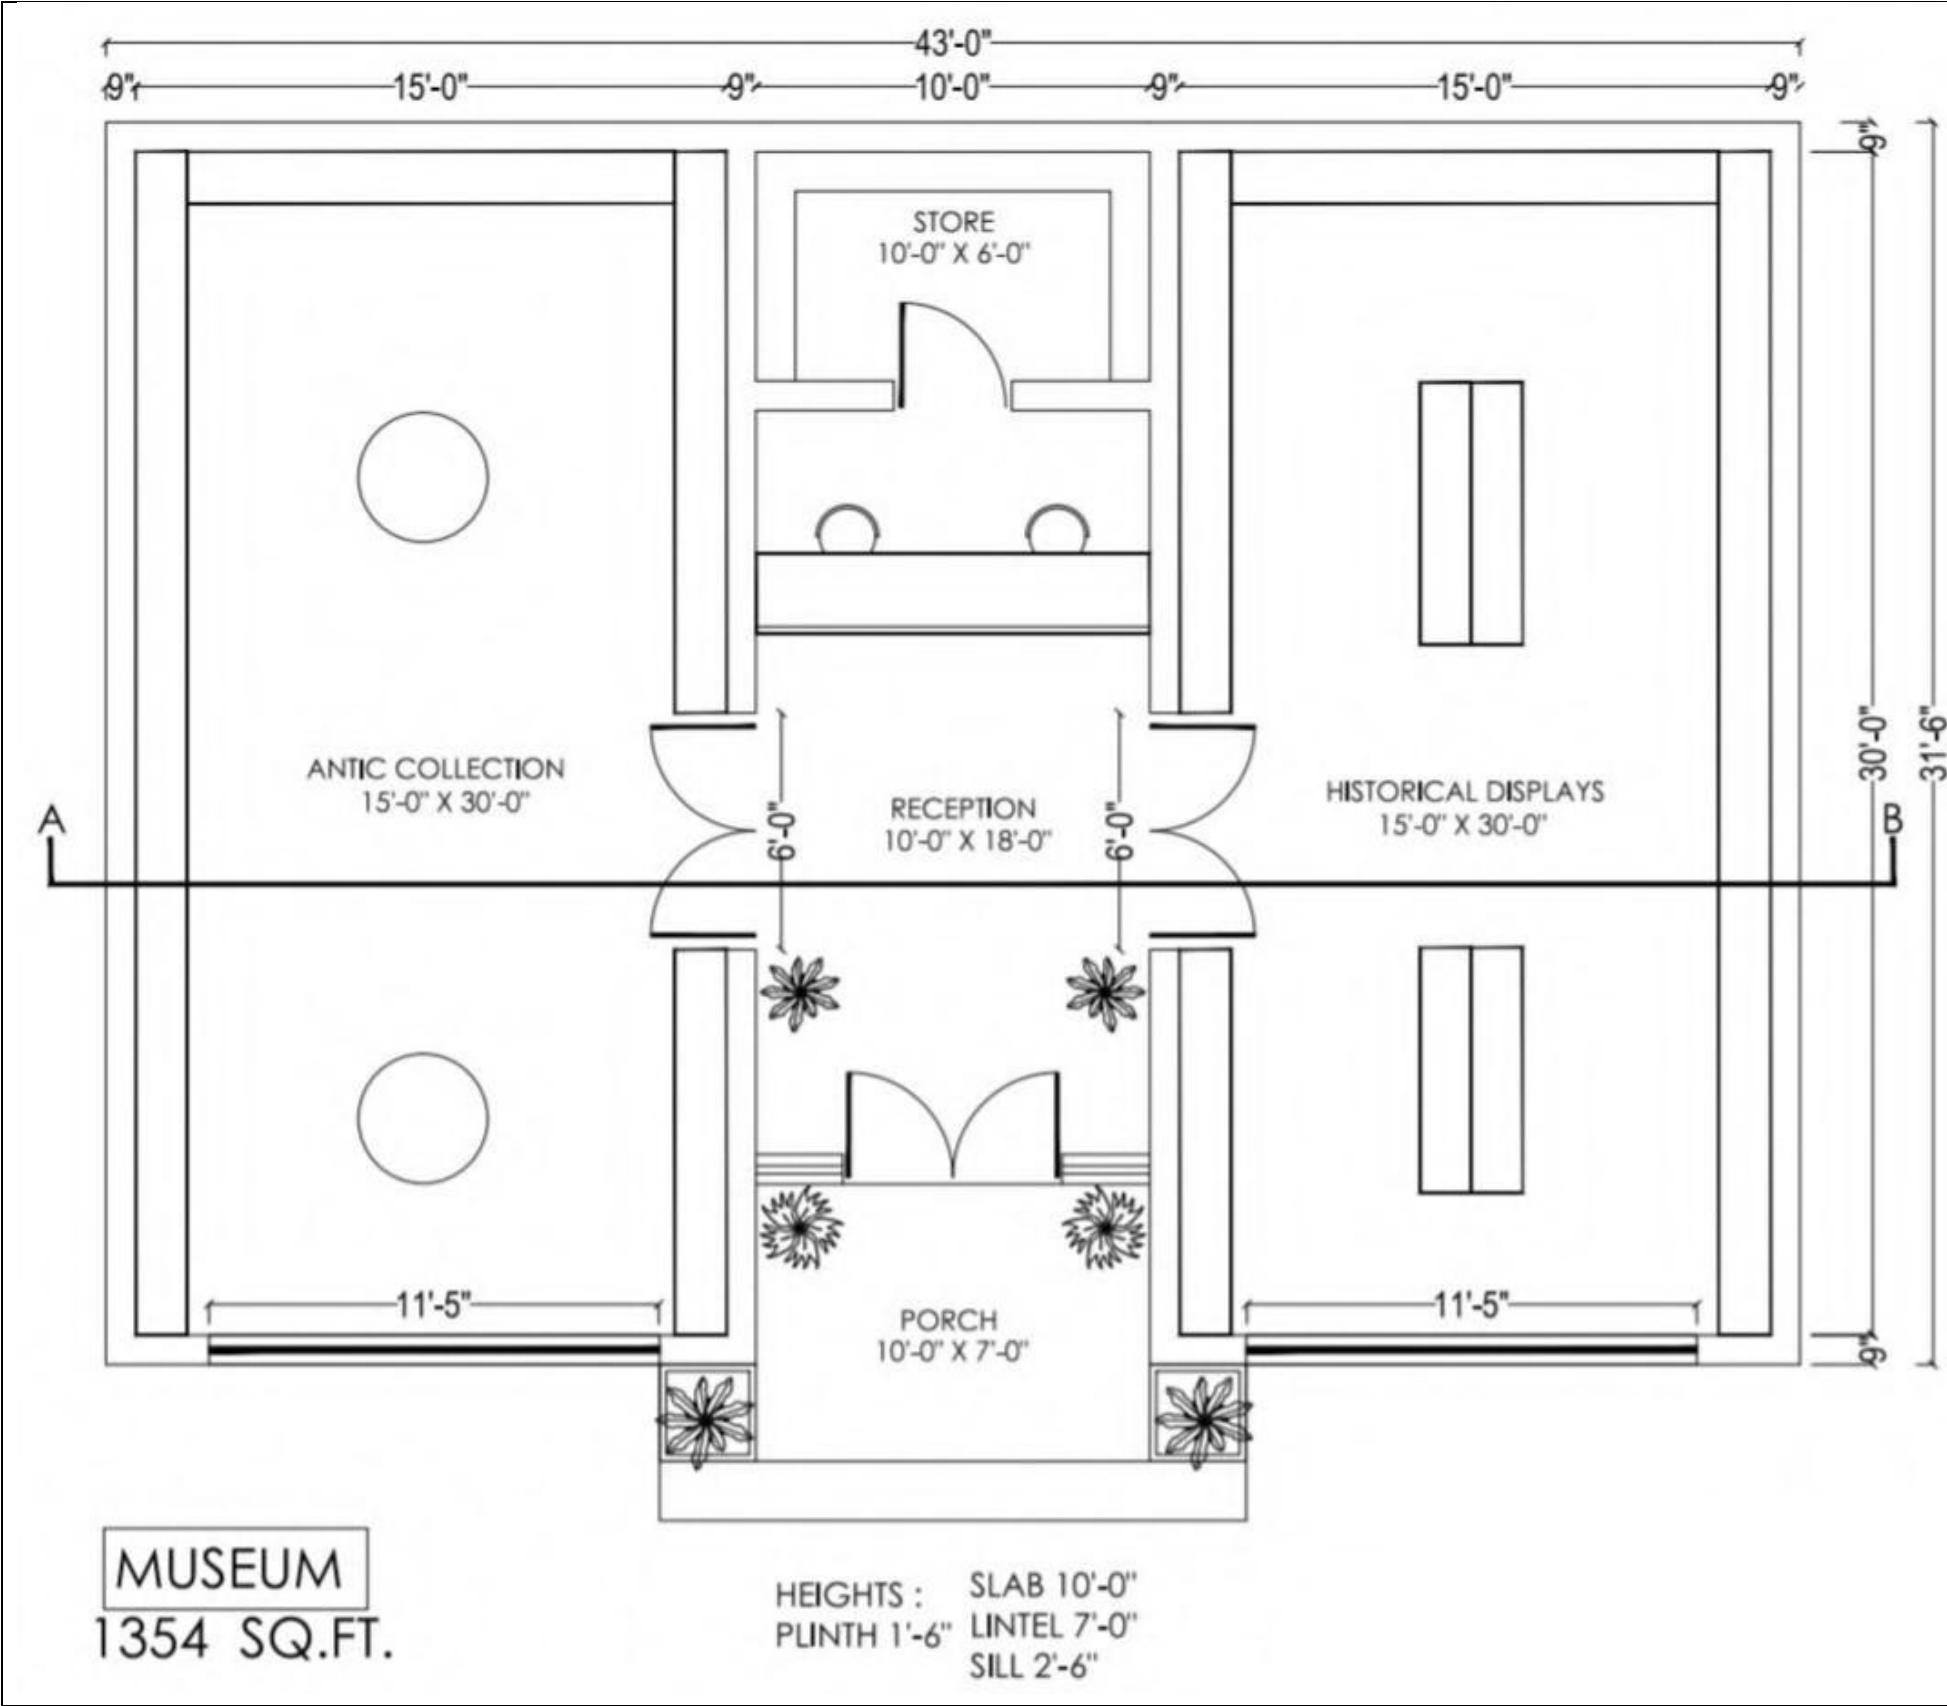 43'-0"
9" 15'-0" 9" 10'-0" 9" 15'-0" 9"
9"
STORE
10'-0" X 6'-0"
30'-0"
31'-6"
ANTIC COLLECTION
15'-0" X 30'-0"
HISTORICAL DISPLAYS
15'-0" X 30'-0"
RECEPTION
10'-0" X 18'-0"
6'-0"
6'-0"
A
B
11'-5"
11'-5"
PORCH
10'-0" X 7'-0"
9"
MUSEUM
1354 SQ.FT.
HEIGHTS : SLAB 10'-0"
PLINTH 1'-6" LINTEL 7'-0"
SILL 2'-6"